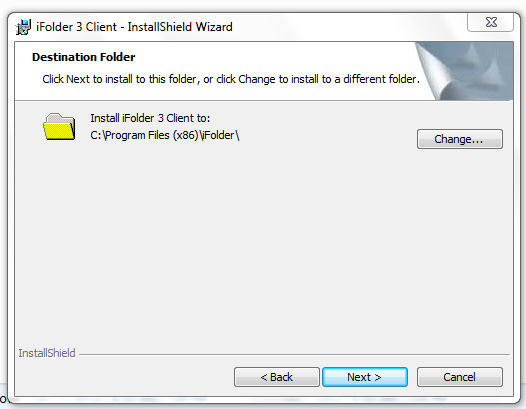 iFolder 3 Client - InstallShield Wizard
Destination Folder
Click Next to install to this folder, or click Change to install to a different folder.
Install iFolder 3 Client to:
C:\Program Files (x86)\iFolder\
Change...
InstallShield
< Back
Next >
Cancel